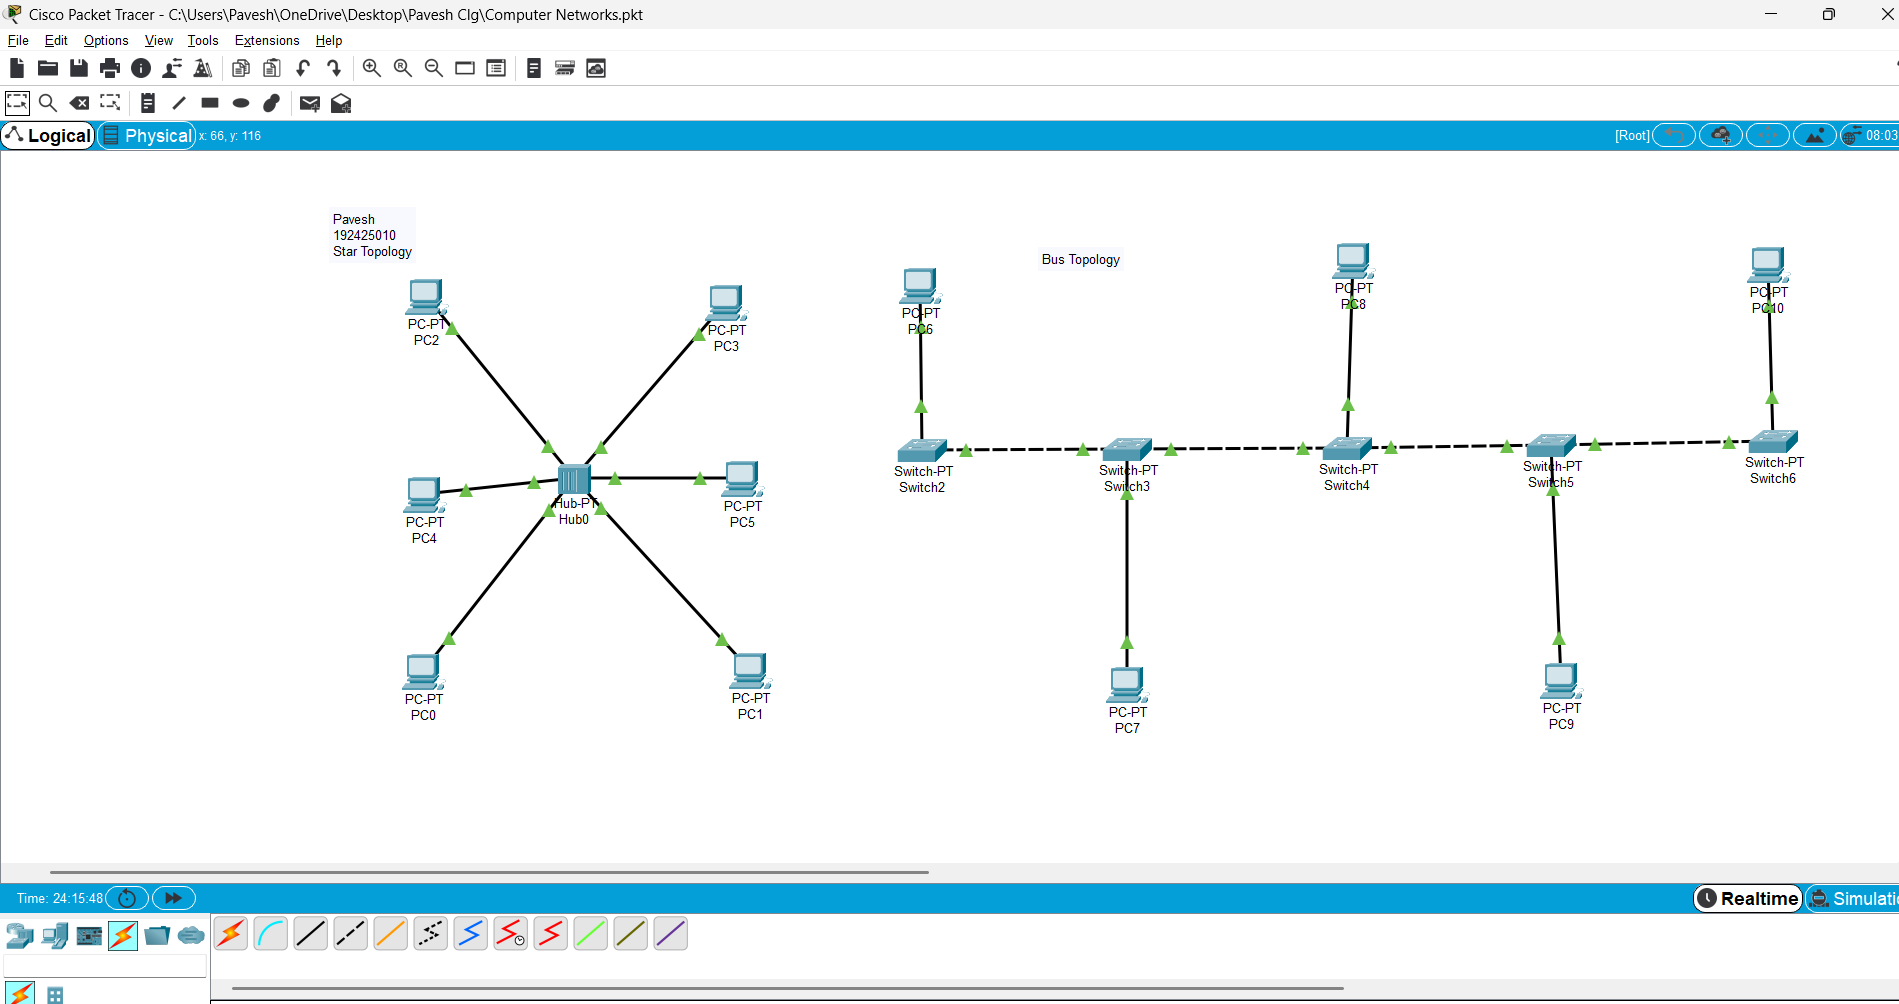 Cisco Packet Tracer - C:\Users\Pavesh\OneDrive\Desktop\Pavesh Clg\Computer Networks.pkt
File Edit Options View Tools Extensions Help
Logical Physical x: 66, y: 116 [Root] 08:03
Pavesh
192425010
Star Topology
Bus Topology
PC-PT
PC2
PC-PT
PC3
PC-PT
PC4
Hub-PT
Hub0
PC-PT
PC5
PC-PT
PC0
PC-PT
PC1
PC-PT
PC6
PC-PT
PC8
PC-PT
PC10
Switch-PT
Switch2
Switch-PT
Switch3
Switch-PT
Switch4
Switch-PT
Switch5
Switch-PT
Switch6
PC-PT
PC7
PC-PT
PC9
Time: 24:15:48 Realtime Simulatio